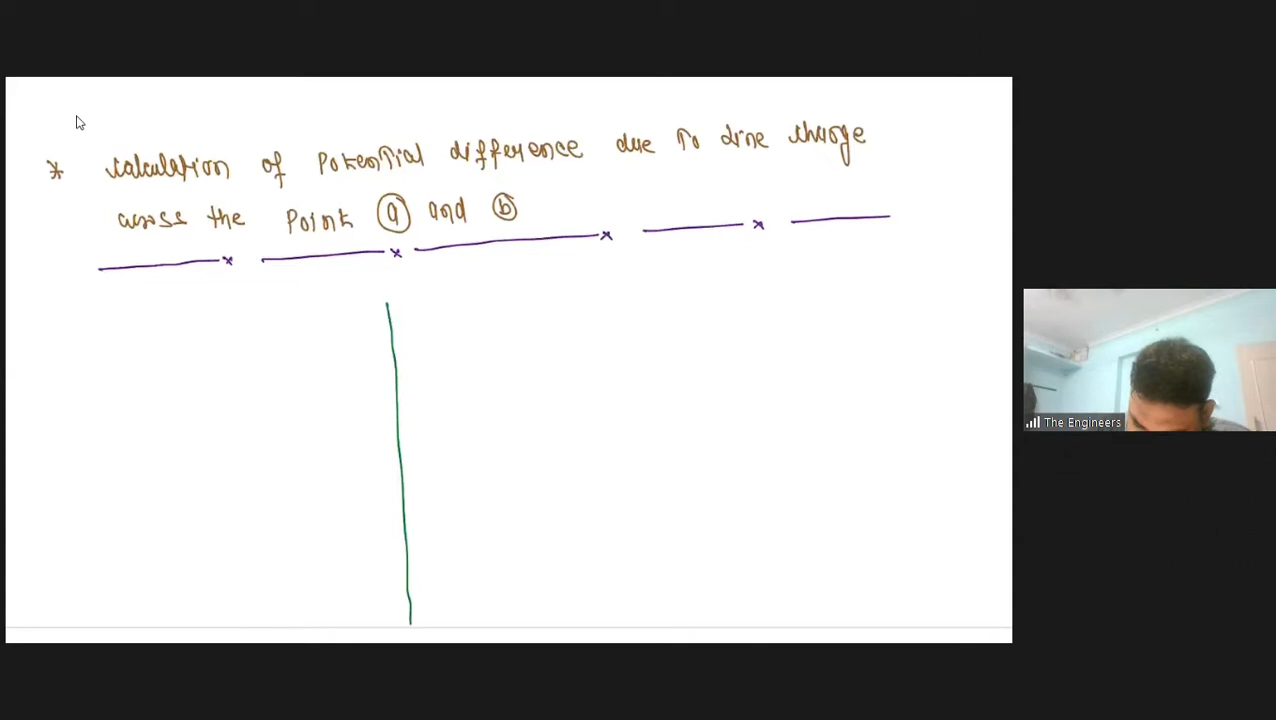 * calculation of Potential difference due to line charge
across the Point ⓐ and ⓑ
The Engineers